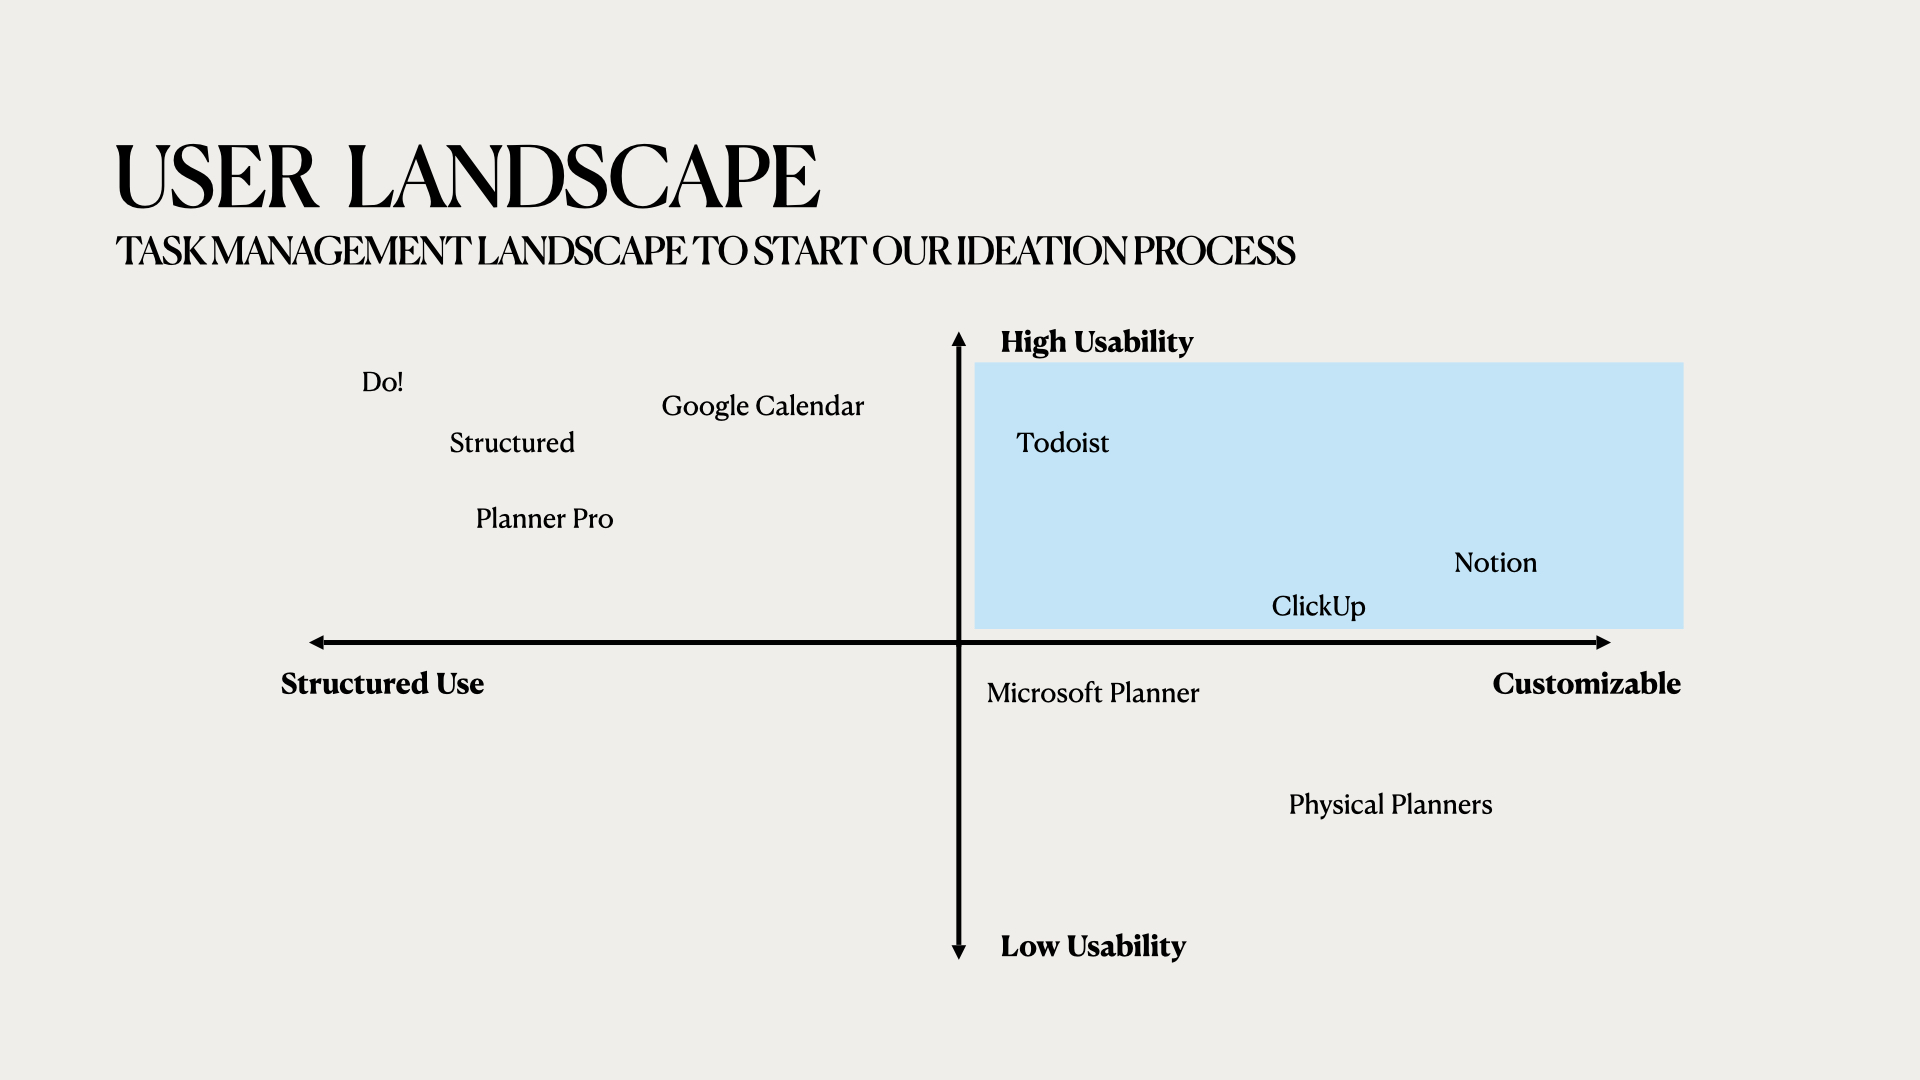 USER LANDSCAPE
TASK MANAGEMENT LANDSCAPE TO START OUR IDEATION PROCESS
High Usability
Do!
Google Calendar
Structured
Todoist
Planner Pro
Notion
ClickUp
Structured Use
Customizable
Microsoft Planner
Physical Planners
Low Usability